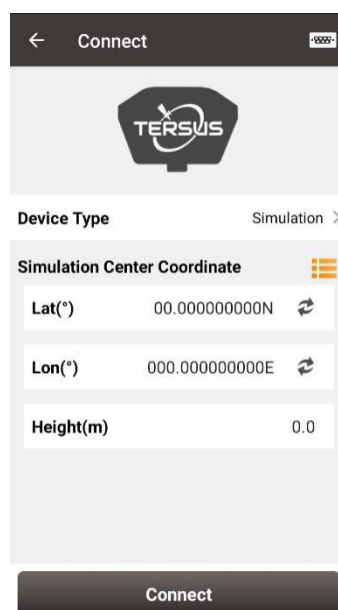 Connect
TERSUS
Device Type Simulation
Simulation Center Coordinate
Lat(°) 00.000000000N
Lon(°) 000.000000000E
Height(m) 0.0
Connect